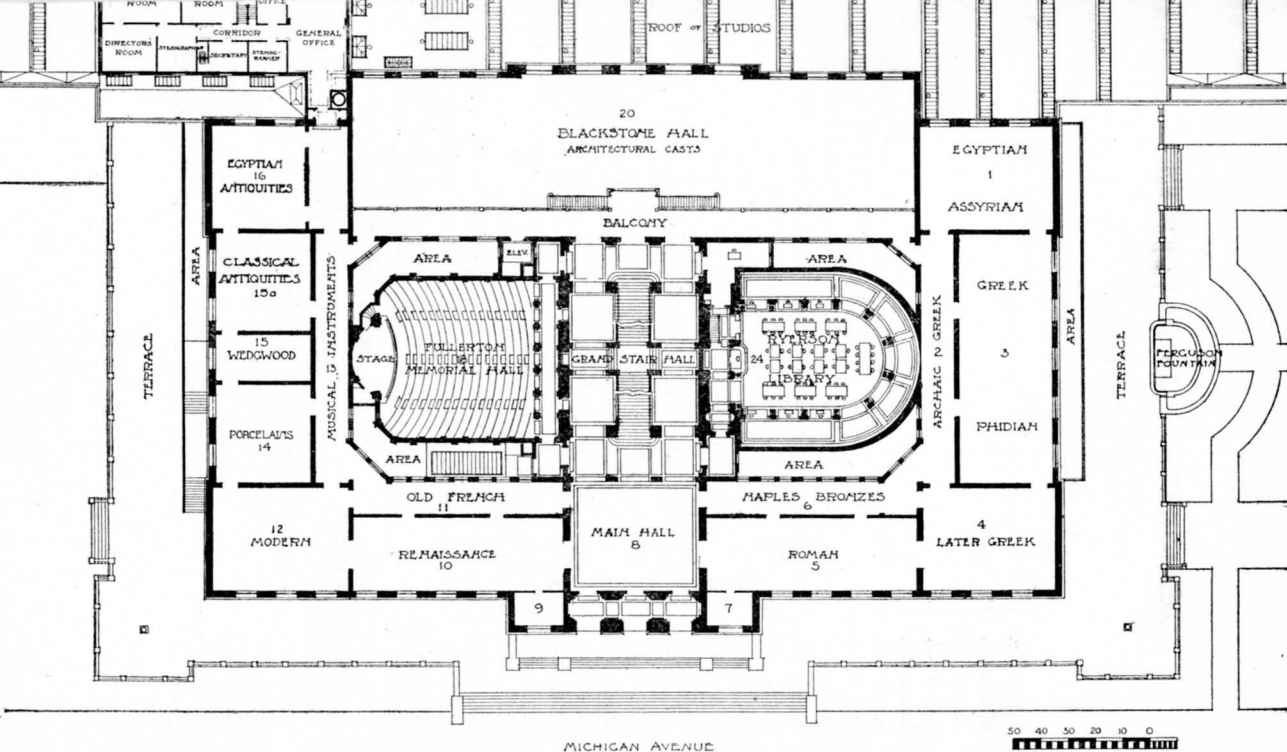 ROOM
ROOM
OFFICE
DIRECTORS
ROOM
STENOGRAPHER
CORRIDOR
SECRETARY
STENOG-
RAPHER
GENERAL
OFFICE
ROOF OF STUDIOS
20
BLACKSTONE HALL
ARCHITECTURAL CASTS
EGYPTIAN
16
ANTIQUITIES
EGYPTIAN
1
ASSYRIAN
BALCONY
AREA
CLASSICAL
ANTIQUITIES
15a
MUSICAL 13 INSTRUMENTS
AREA
ELEV.
AREA
ARCHAIC 2 GREEK
GREEK
3
PHIDIAN
AREA
TERRACE
15
WEDGWOOD
STAGE
FULLERTON
18
MEMORIAL HALL
GRAND STAIR HALL
RYERSON
24
LIBRARY
TERRACE
FERGUSON
FOUNTAIN
PORCELAINS
14
AREA
AREA
OLD FRENCH
11
NAPLES BRONZES
6
12
MODERN
RENAISSANCE
10
MAIN HALL
8
ROMAN
5
4
LATER GREEK
9
7
50 40 30 20 10 0
MICHIGAN AVENUE